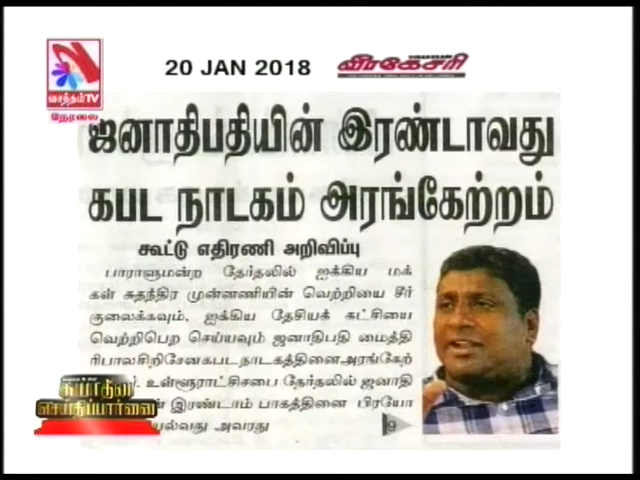 20 JAN 2018
VIRAKESARI
வீரகேசரி
வசந்தம்TV
நேரலை
ஜனாதிபதியின் இரண்டாவது
கபட நாடகம் அரங்கேற்றம்
கூட்டு எதிரணி அறிவிப்பு
பாராளுமன்ற தேர்தலில் ஐக்கிய மக்
கள் சுதந்திர முன்னணியின் வெற்றியை சீர்
குலைக்கவும், ஐக்கிய தேசியக் கட்சியை
வெற்றிபெற செய்யவும் ஜனாதிபதி மைத்தி
ரிபாலசிறிசேன கபட நாடகத்தினை அரங்கேற்
உள்ளூராட்சிசபை தேர்தலில் ஜனாதி
இரண்டாம் பாகத்தினை பிரயோ
அவரது
9
செய்திப்பார்வை